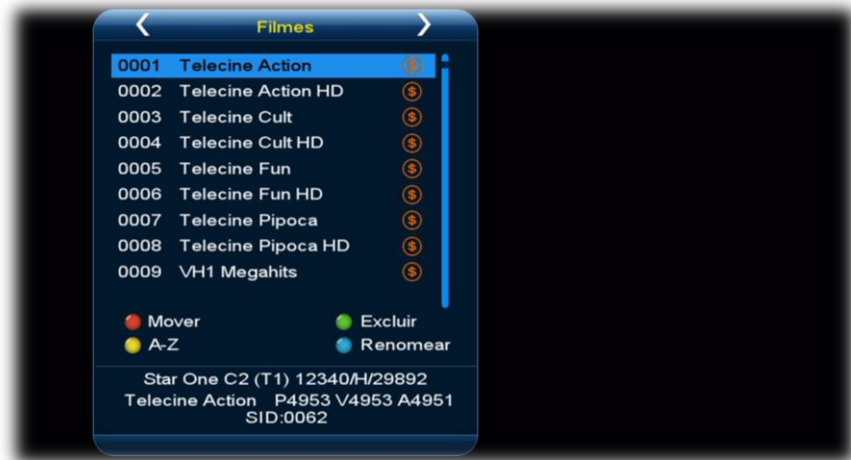 Filmes
0001 Telecine Action $
0002 Telecine Action HD $
0003 Telecine Cult $
0004 Telecine Cult HD $
0005 Telecine Fun $
0006 Telecine Fun HD $
0007 Telecine Pipoca $
0008 Telecine Pipoca HD $
0009 VH1 Megahits $
Mover Excluir
A-Z Renomear
Star One C2 (T1) 12340/H/29892
Telecine Action P4953 V4953 A4951
SID:0062